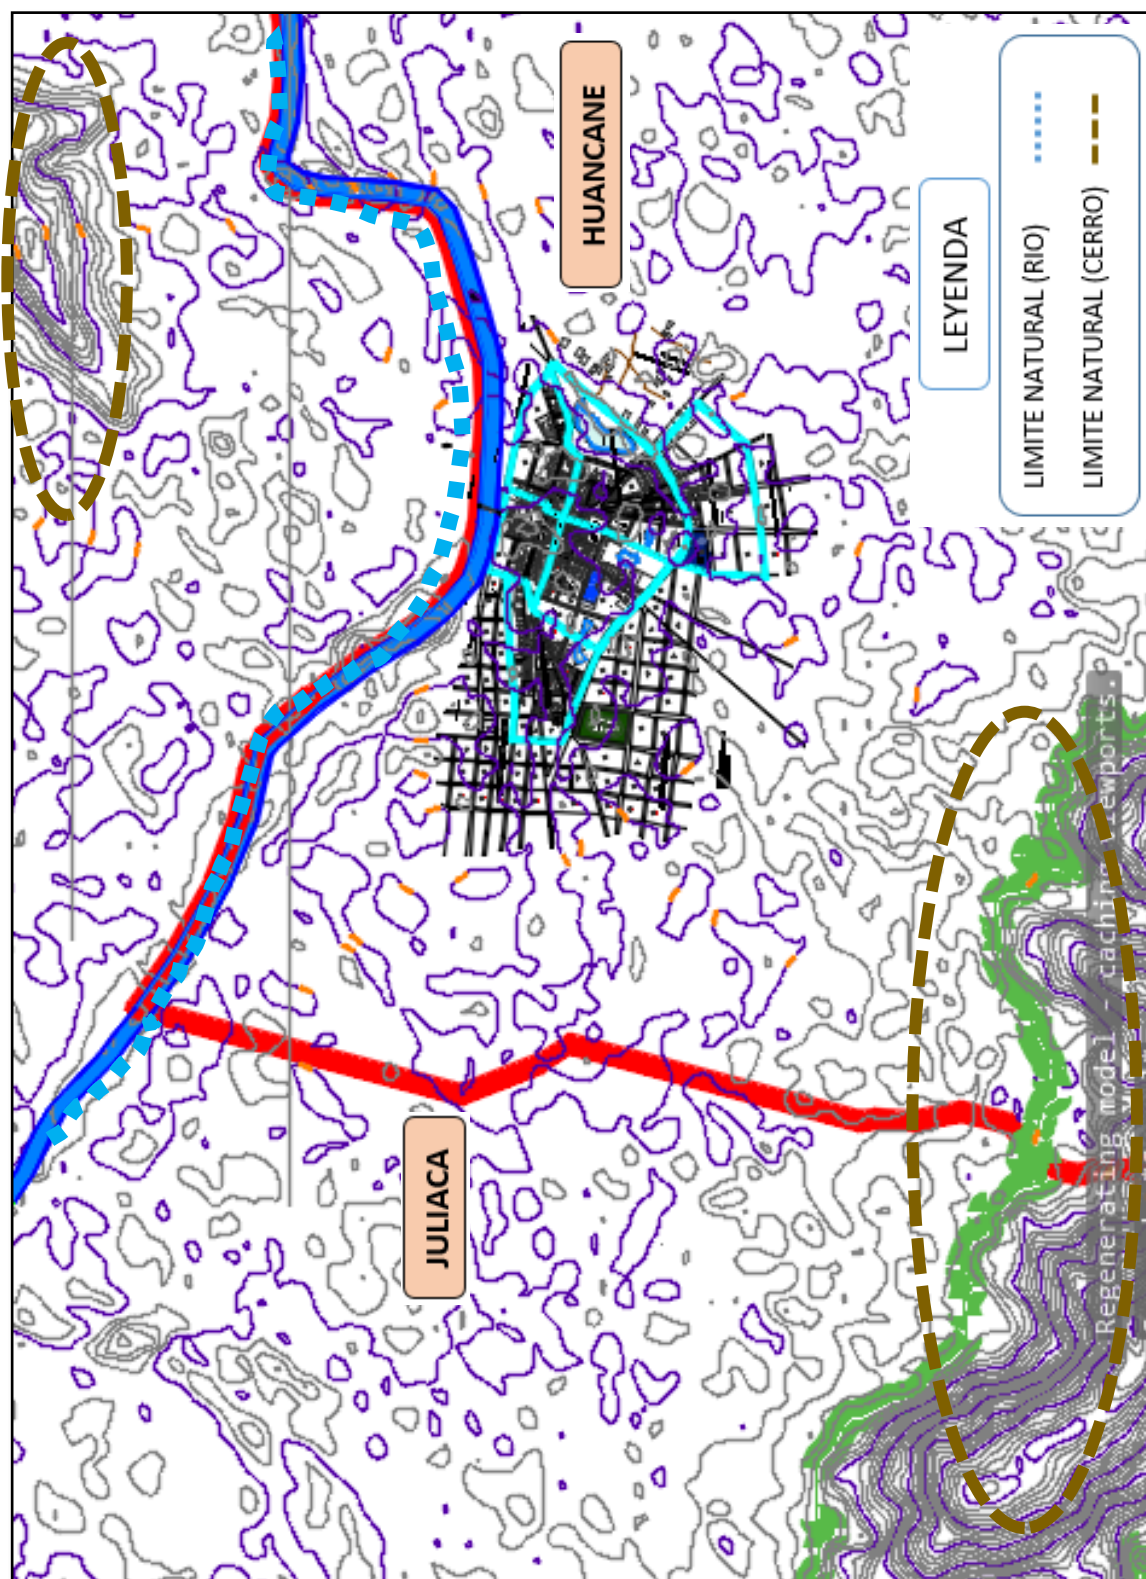 HUANCANE
JULIACA
LEYENDA
LIMITE NATURAL (RIO)
LIMITE NATURAL (CERRO)
Regenerating model - caching viewports.